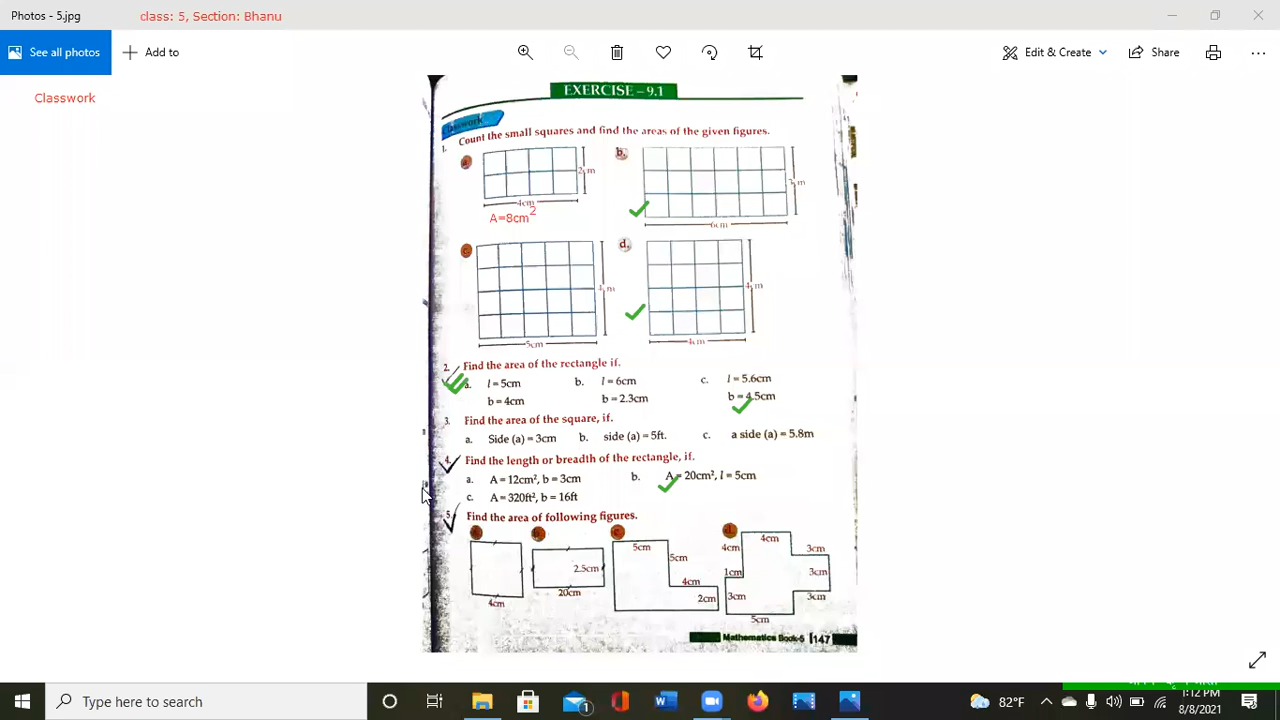 Photos - 5.jpg
class: 5, Section: Bhanu
See all photos
Add to
Edit & Create
Share
Classwork
EXERCISE – 9.1
1. Count the small squares and find the areas of the given figures.
a.
4cm
A=8cm²
b.
6cm
c.
5cm
d.
4cm
2. Find the area of the rectangle if.
a. l = 5cm b. l = 6cm c. l = 5.6cm
b = 4cm b = 2.3cm b = 4.5cm
3. Find the area of the square, if.
a. Side (a) = 3cm b. side (a) = 5ft. c. a side (a) = 5.8m
4. Find the length or breadth of the rectangle, if.
a. A = 12cm², b = 3cm b. A = 20cm², l = 5cm
c. A = 320ft², b = 16ft
5. Find the area of following figures.
4cm
2.5cm
20cm
5cm
5cm
4cm
2cm
d.
4cm
4cm
3cm
1cm
3cm
3cm
3cm
5cm
Mathematics Book-5 147
Type here to search
1
82°F
1:12 PM
8/8/2021